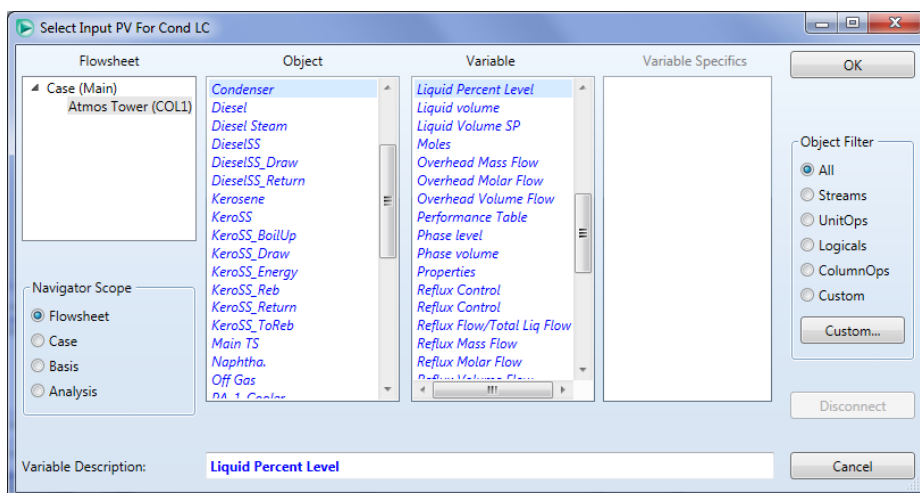 Select Input PV For Cond LC
Flowsheet
Object
Variable
Variable Specifics
OK
Case (Main)
Atmos Tower (COL1)
Condenser
Diesel
Diesel Steam
DieselSS
DieselSS_Draw
DieselSS_Return
Kerosene
KeroSS
KeroSS_BoilUp
KeroSS_Draw
KeroSS_Energy
KeroSS_Reb
KeroSS_Return
KeroSS_ToReb
Main TS
Naphtha.
Off Gas
PA_1_Cooler
Liquid Percent Level
Liquid volume
Liquid Volume SP
Moles
Overhead Mass Flow
Overhead Molar Flow
Overhead Volume Flow
Performance Table
Phase level
Phase volume
Properties
Reflux Control
Reflux Control
Reflux Flow/Total Liq Flow
Reflux Mass Flow
Reflux Molar Flow
Reflux Volume Flow
Object Filter
All
Streams
UnitOps
Logicals
ColumnOps
Custom
Custom...
Navigator Scope
Flowsheet
Case
Basis
Analysis
Disconnect
Variable Description:
Liquid Percent Level
Cancel